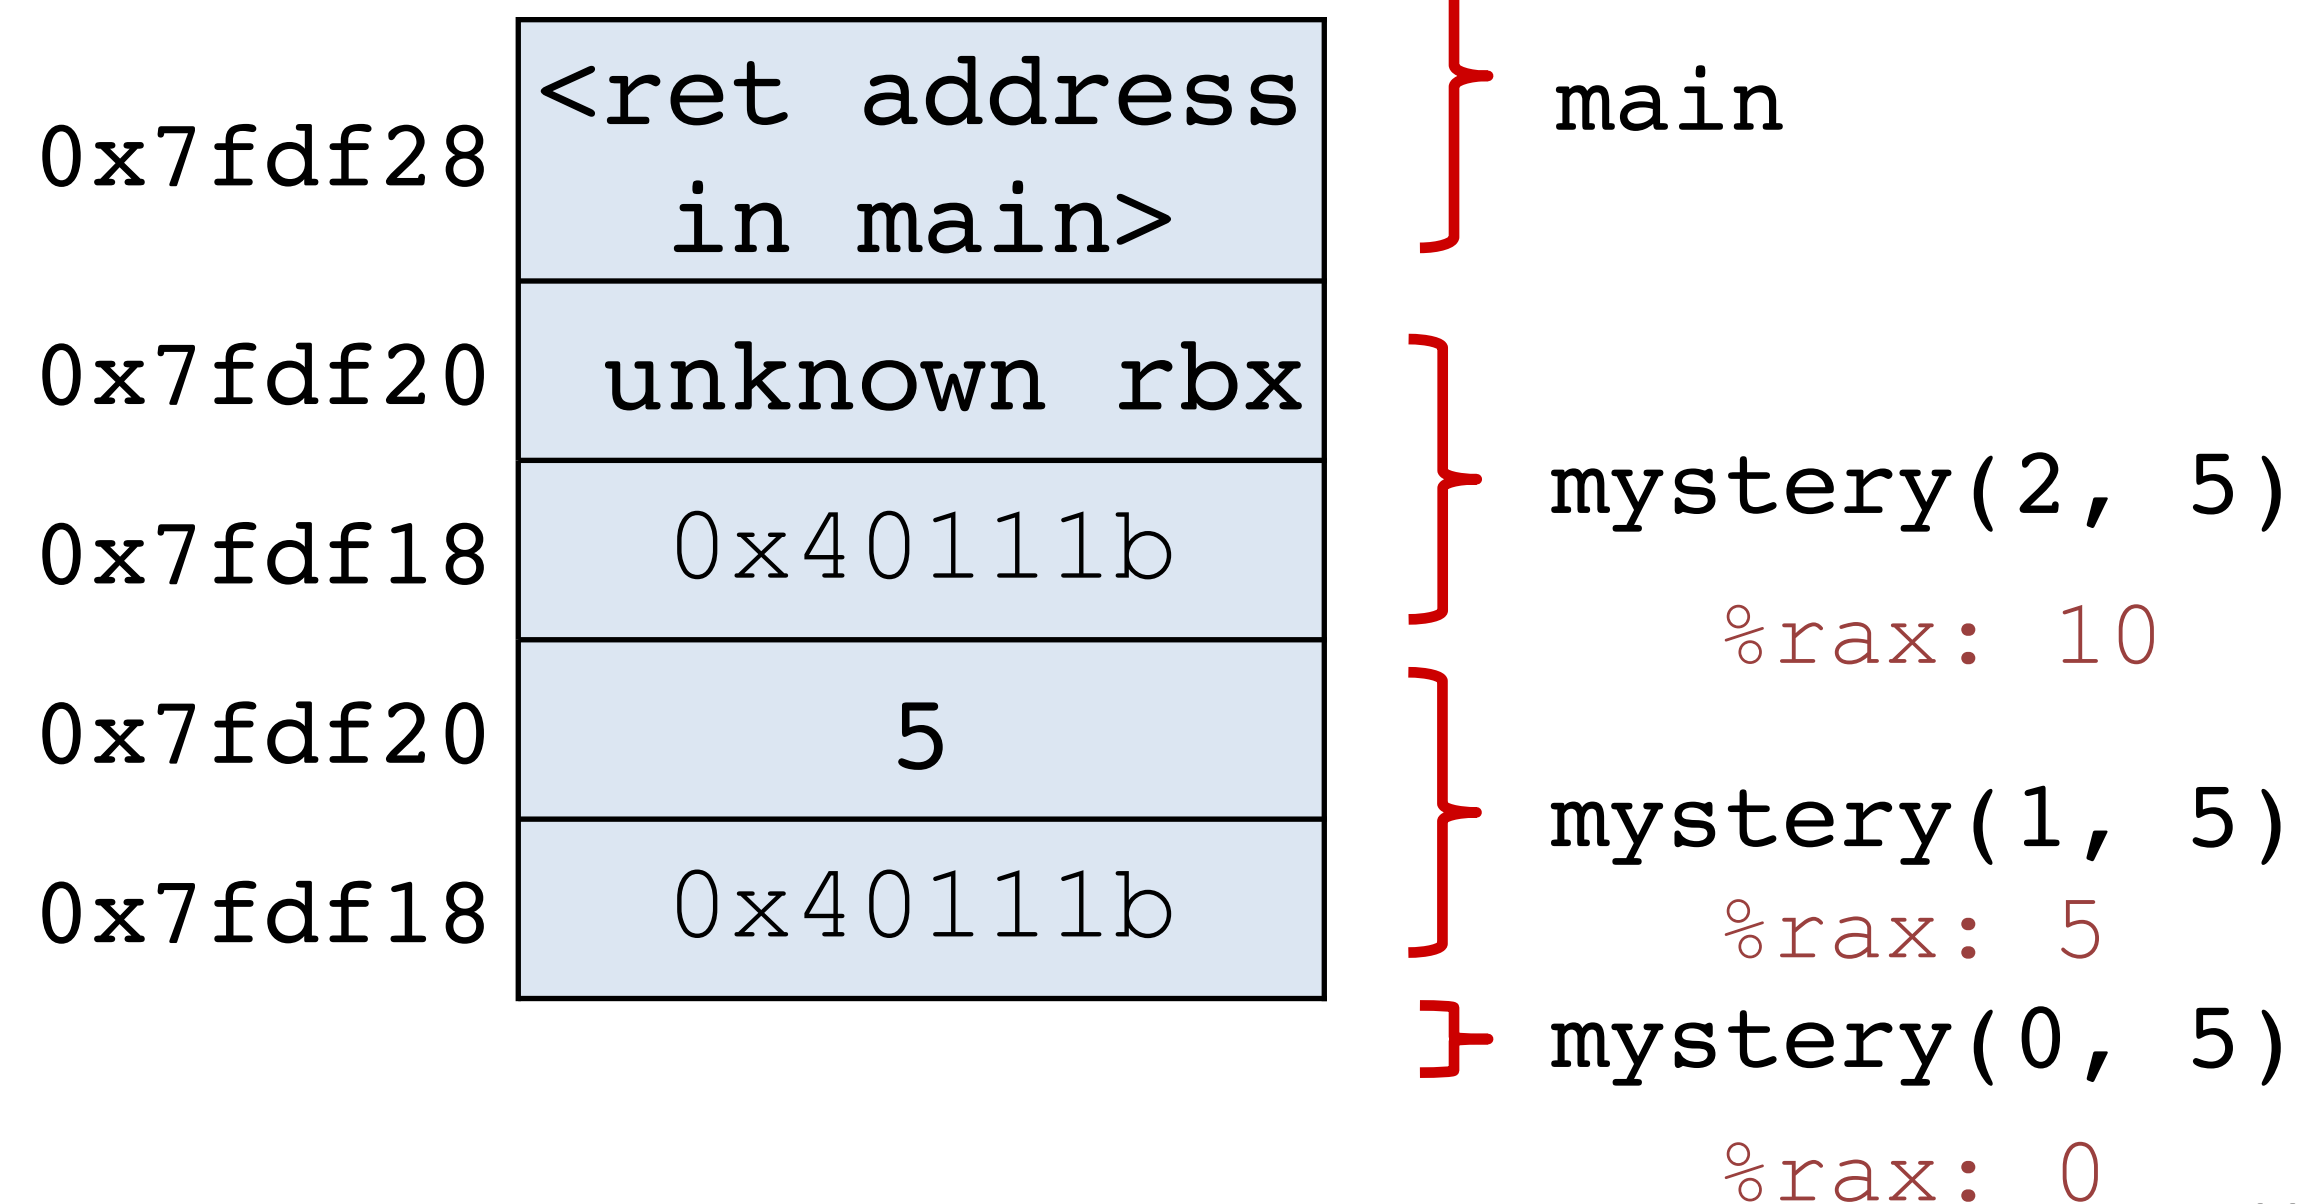 <ret address
in main>
main
0x7fdf28
0x7fdf20
unknown rbx
mystery(2, 5)
0x7fdf18
0x40111b
%rax: 10
0x7fdf20
5
mystery(1, 5)
0x7fdf18
0x40111b
%rax: 5
mystery(0, 5)
%rax: 0